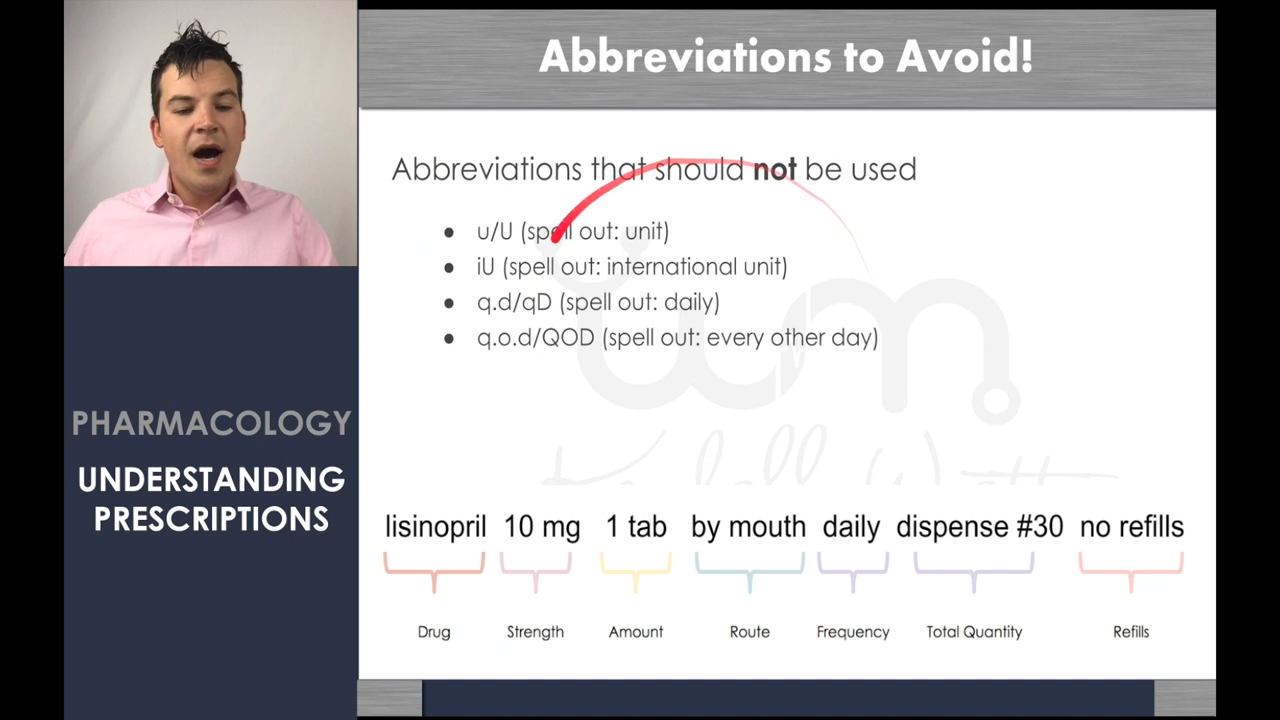 Abbreviations to Avoid!
Abbreviations that should not be used
● u/U (spell out: unit)
● iU (spell out: international unit)
● q.d/qD (spell out: daily)
● q.o.d/QOD (spell out: every other day)
PHARMACOLOGY
UNDERSTANDING
PRESCRIPTIONS
lisinopril 10 mg 1 tab by mouth daily dispense #30 no refills
Drug Strength Amount Route Frequency Total Quantity Refills